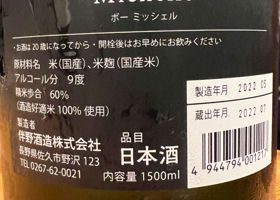 ボー ミッシェル
・お酒は20歳になってから・開栓後はお早めにお飲みください。
原材料名 米(国産)、米麹(国産米)
アルコール分 9度
精米歩合 60%
(酒造好適米100%使用)
製造者
伴野酒造株式会社
長野県佐久市野沢123
TEL 0267-62-0021
品目
日本酒
内容量 1500ml
製造年月 2022 05
蔵出年月 2022 07
4 944794 00121